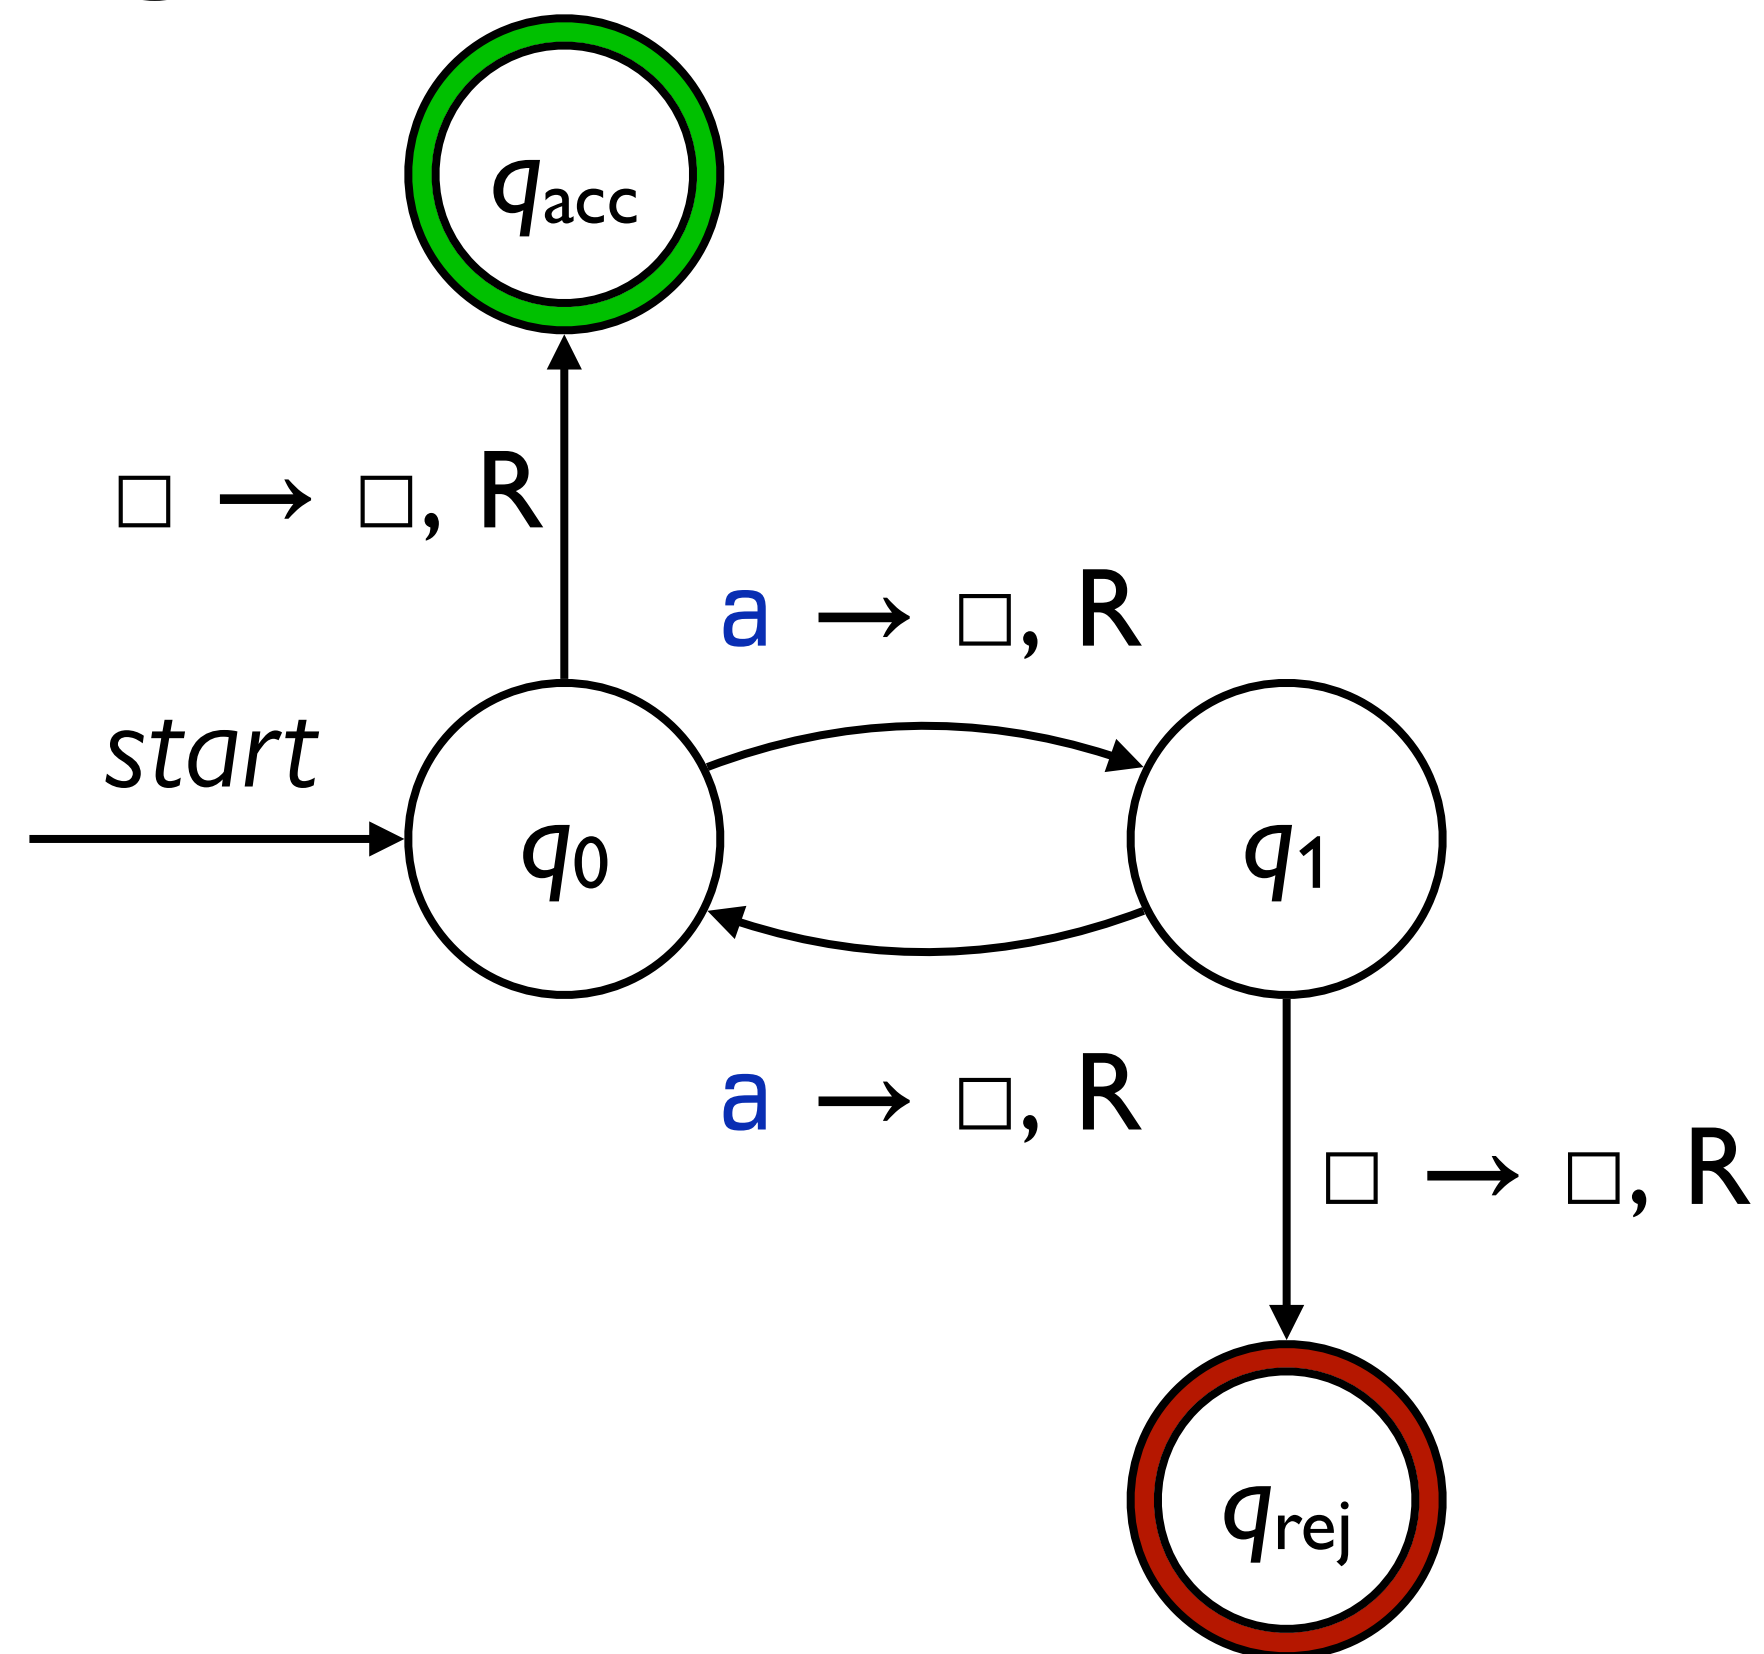 qacc
□ → □, R
a → □, R
start
q0
q1
a → □, R
□ → □, R
qrej